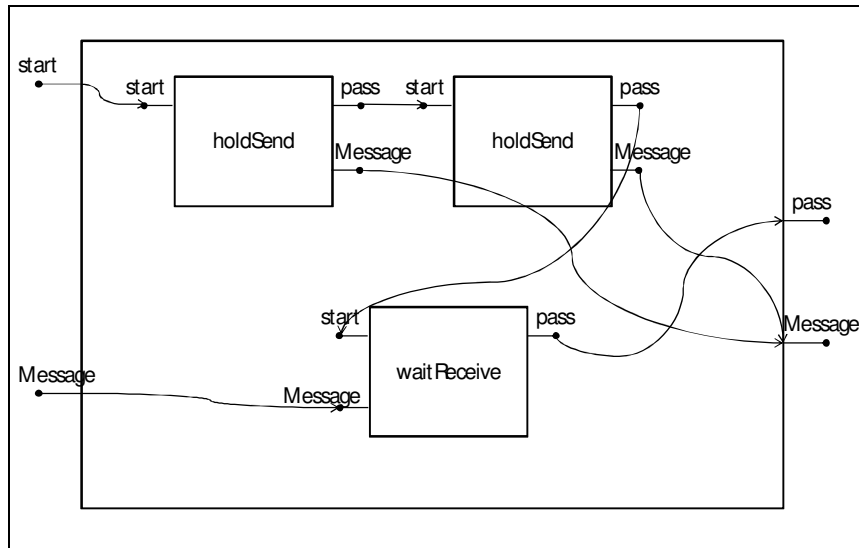 start
start
pass
start
pass
holdSend
holdSend
Message
Message
pass
start
pass
Message
waitReceive
Message
Message